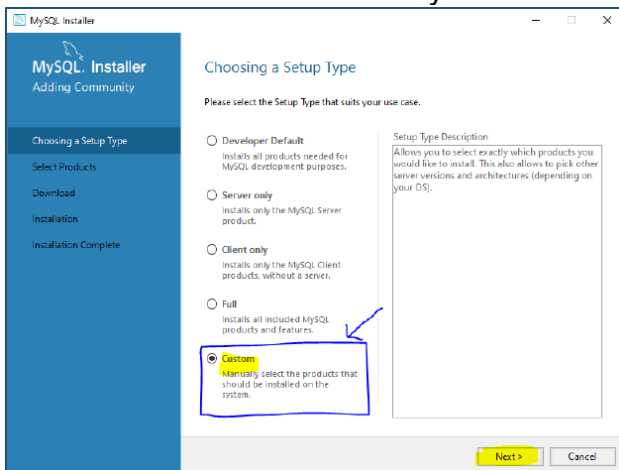 MySQL Installer
MySQL. Installer
Adding Community
Choosing a Setup Type
Select Products
Download
Installation
Installation Complete
Choosing a Setup Type
Please select the Setup Type that suits your use case.
Developer Default
Installs all products needed for
MySQL development purposes.
Server only
Installs only the MySQL Server
product.
Client only
Installs only the MySQL Client
products, without a server.
Full
Installs all included MySQL
products and features.
Custom
Manually select the products that
should be installed on the
system.
Setup Type Description
Allows you to select exactly which products you
would like to install. This also allows to pick other
server versions and architectures (depending on
your OS).
Next >
Cancel